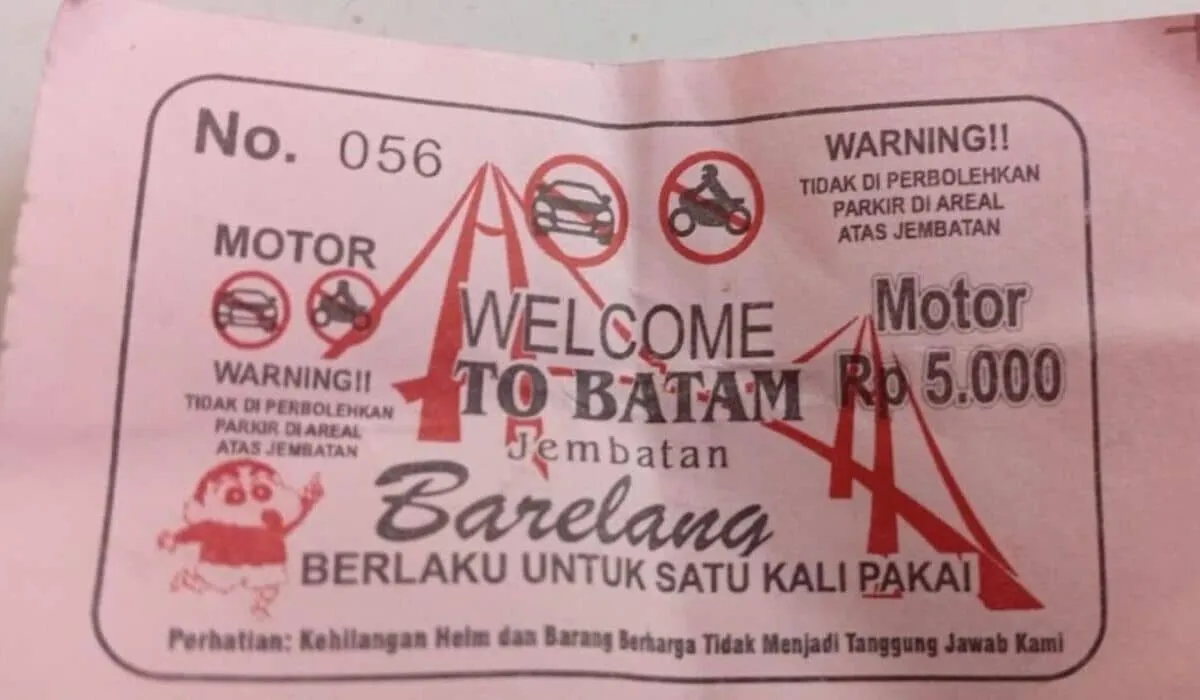 No. 056
MOTOR
WARNING!!
TIDAK DI PERBOLEHKAN
PARKIR DI AREAL
ATAS JEMBATAN
WARNING!!
TIDAK DI PERBOLEHKAN
PARKIR DI AREAL
ATAS JEMBATAN
Motor
Rp 5.000
WELCOME
TO BATAM
Jembatan
Barelang
BERLAKU UNTUK SATU KALI PAKAI
Perhatian: Kehilangan Helm dan Barang Berharga Tidak Menjadi Tanggung Jawab Kami